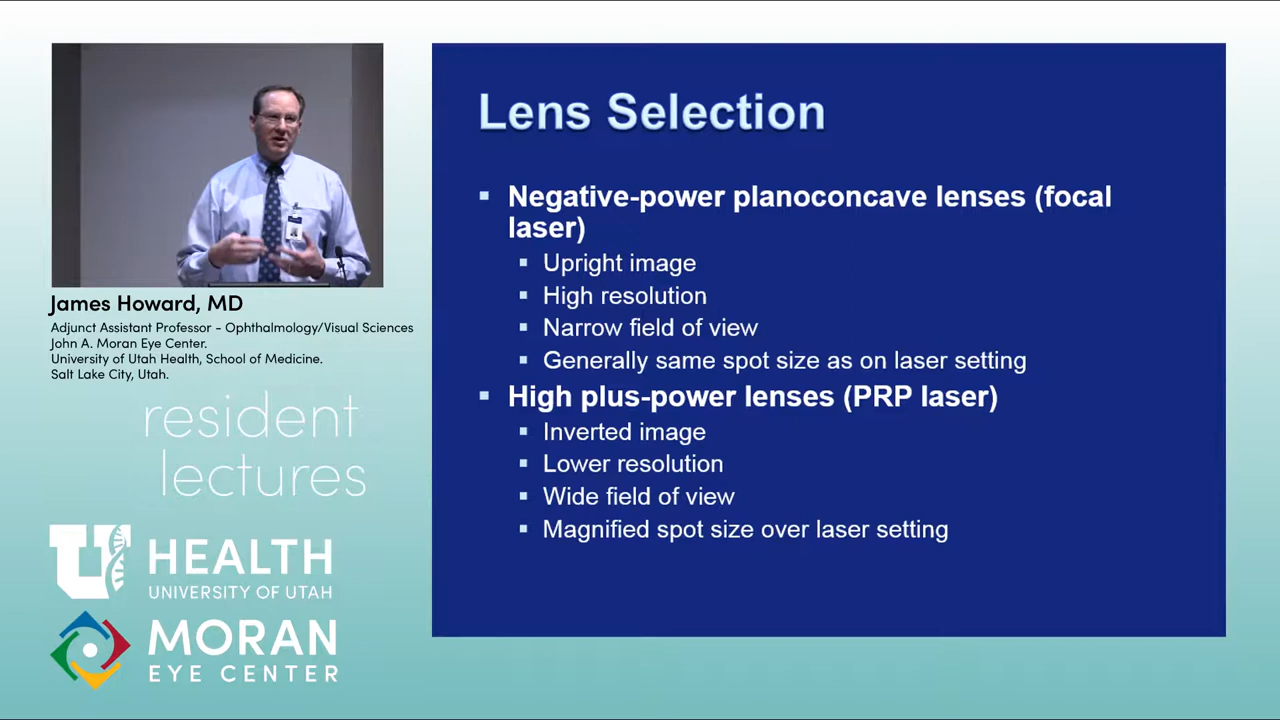 James Howard, MD
Adjunct Assistant Professor - Ophthalmology/Visual Sciences
John A. Moran Eye Center.
University of Utah Health, School of Medicine.
Salt Lake City, Utah.
resident
lectures
U HEALTH
UNIVERSITY OF UTAH
MORAN
EYE CENTER
Lens Selection
▪ Negative-power planoconcave lenses (focal
laser)
▪ Upright image
▪ High resolution
▪ Narrow field of view
▪ Generally same spot size as on laser setting
▪ High plus-power lenses (PRP laser)
▪ Inverted image
▪ Lower resolution
▪ Wide field of view
▪ Magnified spot size over laser setting